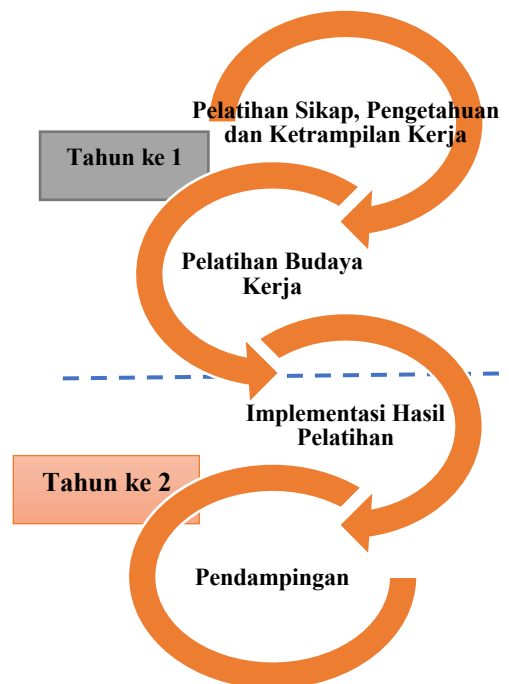 Pelatihan Sikap, Pengetahuan
dan Ketrampilan Kerja
Tahun ke 1
Pelatihan Budaya
Kerja
Implementasi Hasil
Pelatihan
Tahun ke 2
Pendampingan